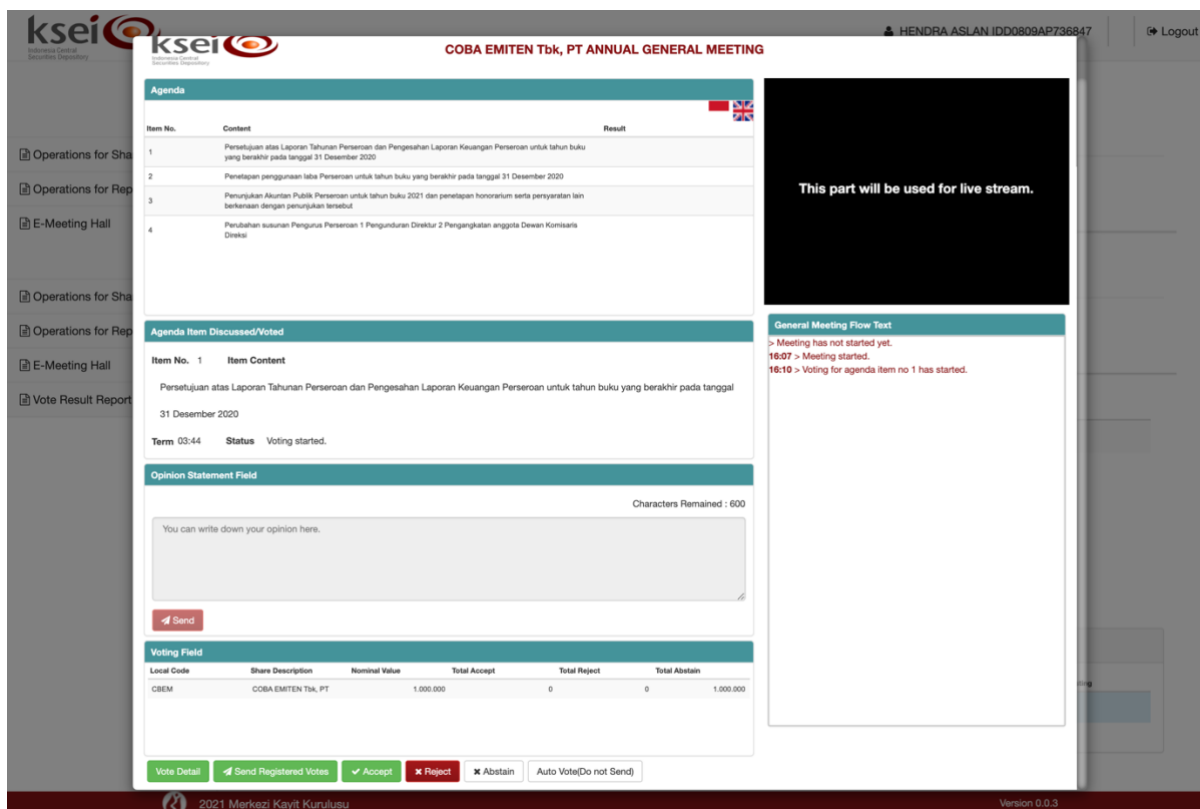 ksei
Indonesia Central
Securities Depository
HENDRA ASLAN IDD0809AP736847
Logout
Operations for Sha
Operations for Rep
E-Meeting Hall
Operations for Sha
Operations for Rep
E-Meeting Hall
Vote Result Report
ksei
Indonesia Central
Securities Depository
COBA EMITEN Tbk, PT ANNUAL GENERAL MEETING
Agenda
Item No. Content Result
1 Persetujuan atas Laporan Tahunan Perseroan dan Pengesahan Laporan Keuangan Perseroan untuk tahun buku
yang berakhir pada tanggal 31 Desember 2020
2 Penetapan penggunaan laba Perseroan untuk tahun buku yang berakhir pada tanggal 31 Desember 2020
3 Penunjukan Akuntan Publik Perseroan untuk tahun buku 2021 dan penetapan honorarium serta persyaratan lain
berkenaan dengan penunjukan tersebut
4 Perubahan susunan Pengurus Perseroan 1 Pengunduran Direktur 2 Pengangkatan anggota Dewan Komisaris
Direksi
This part will be used for live stream.
Agenda Item Discussed/Voted
Item No. 1 Item Content
Persetujuan atas Laporan Tahunan Perseroan dan Pengesahan Laporan Keuangan Perseroan untuk tahun buku yang berakhir pada tanggal
31 Desember 2020
Term 03:44 Status Voting started.
General Meeting Flow Text
> Meeting has not started yet.
16:07 > Meeting started.
16:10 > Voting for agenda item no 1 has started.
Opinion Statement Field
Characters Remained : 600
You can write down your opinion here.
Send
Voting Field
Local Code Share Description Nominal Value Total Accept Total Reject Total Abstain
CBEM COBA EMITEN Tbk, PT 1.000.000 0 0 1.000.000
Vote Detail Send Registered Votes Accept Reject Abstain Auto Vote(Do not Send)
2021 Merkezi Kayit Kurulusu
Version 0.0.3